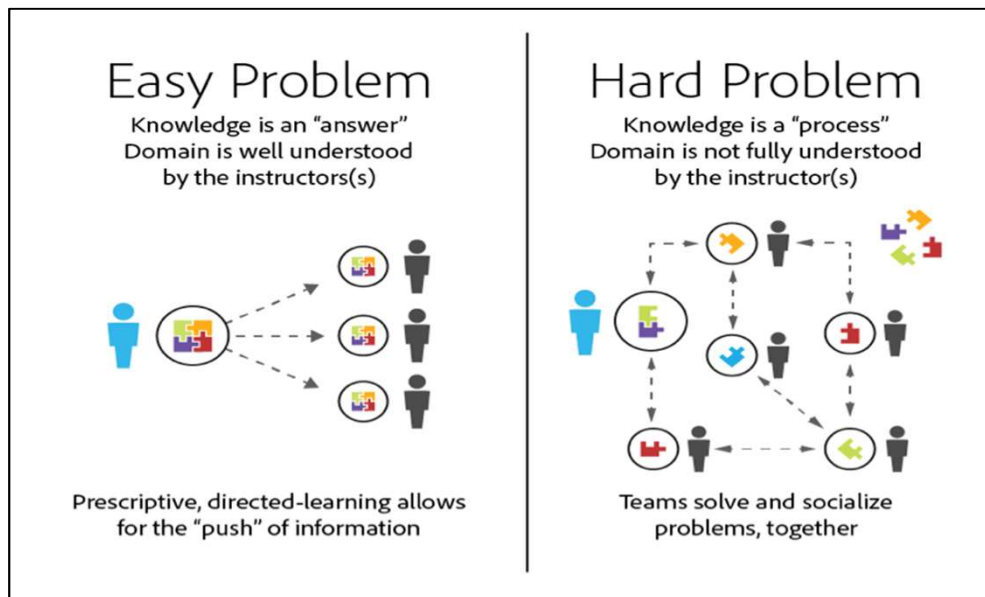 Easy Problem
Knowledge is an “answer”
Domain is well understood
by the instructors(s)
Prescriptive, directed-learning allows
for the “push” of information
Hard Problem
Knowledge is a “process”
Domain is not fully understood
by the instructor(s)
Teams solve and socialize
problems, together